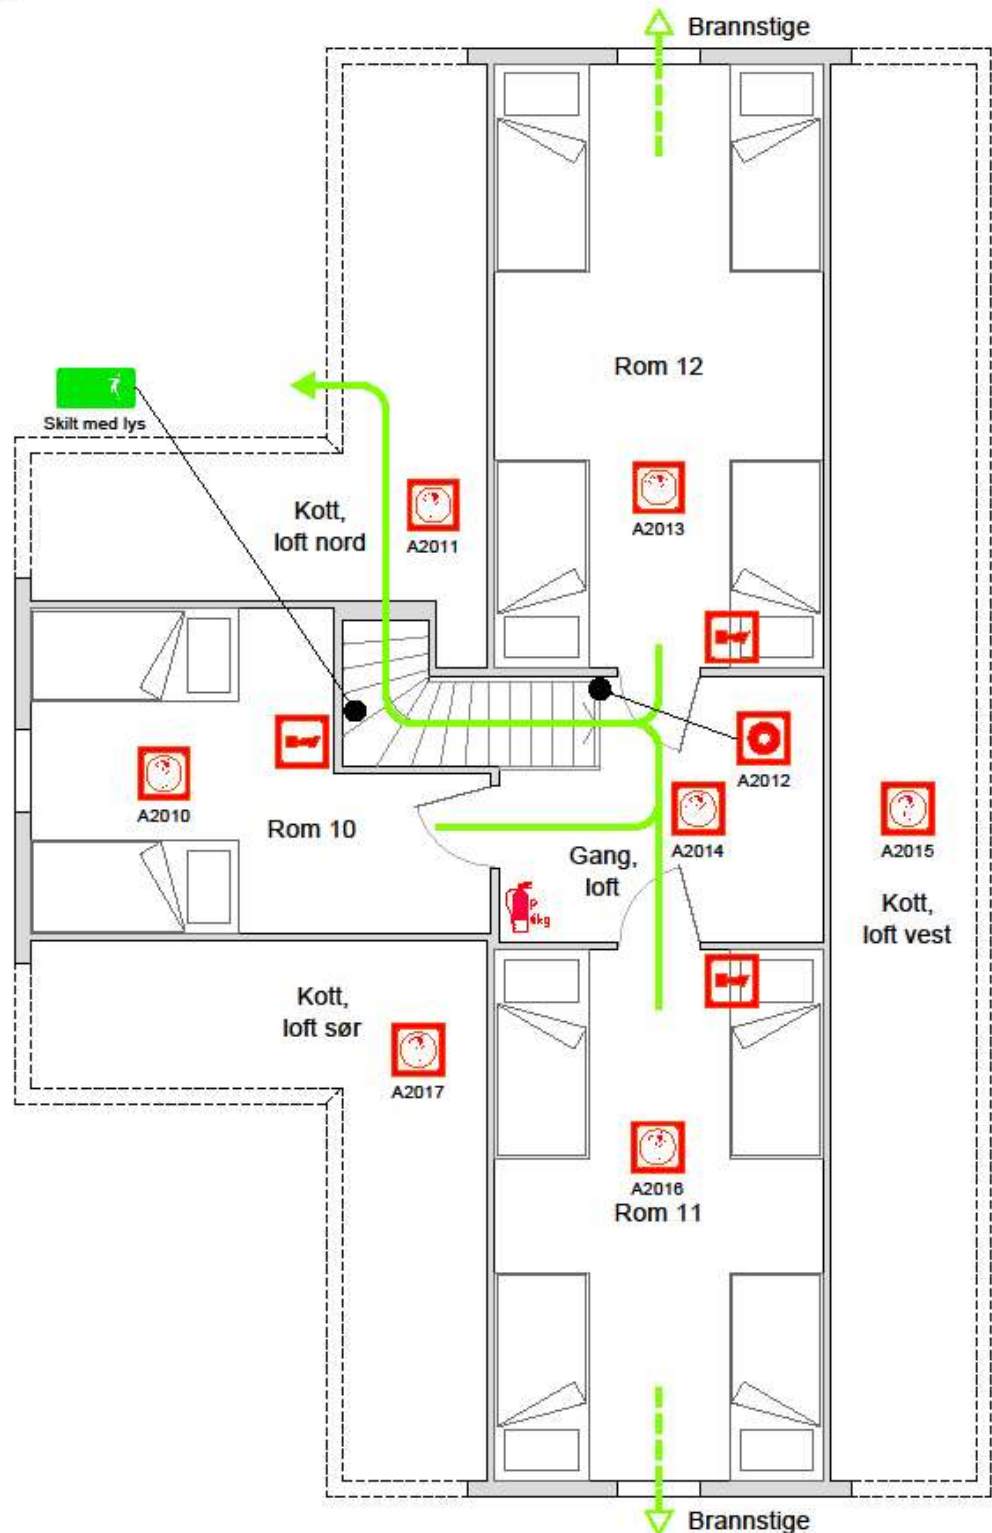 Brannstige
Rom 12
Skilt med lys
Kott,
loft nord
A2011
A2013
A2012
A2010
Rom 10
A2014
A2015
Gang,
loft
P
6kg
Kott,
loft vest
Kott,
loft sør
A2017
A2016
Rom 11
Brannstige